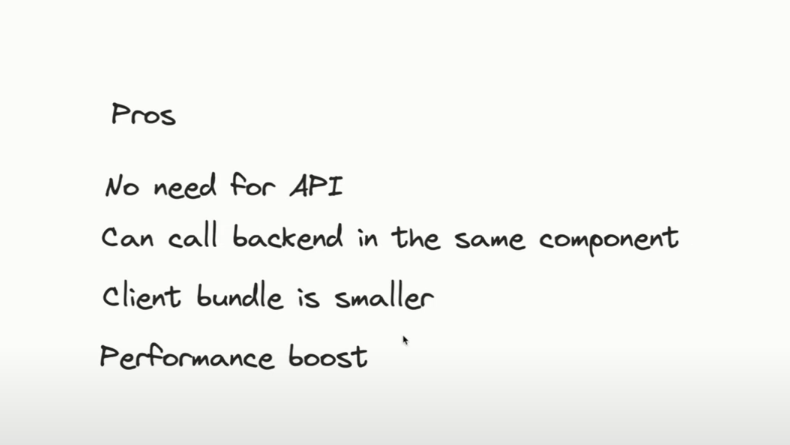 Pros
No need for API
Can call backend in the same component
Client bundle is smaller
Performance boost